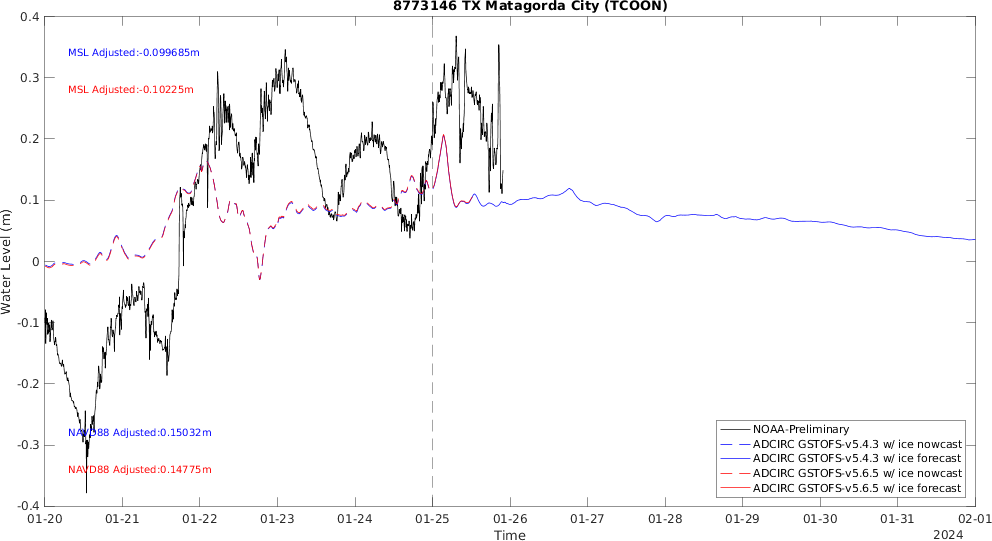 8773146 TX Matagorda City (TCOON)
0.4
0.3
0.2
0.1
0
-0.1
-0.2
-0.3
-0.4
Water Level (m)
MSL Adjusted:-0.099685m
MSL Adjusted:-0.10225m
NAVD88 Adjusted:0.15032m
NAVD88 Adjusted:0.14775m
NOAA-Preliminary
ADCIRC GSTOFS-v5.4.3 w/ ice nowcast
ADCIRC GSTOFS-v5.4.3 w/ ice forecast
ADCIRC GSTOFS-v5.6.5 w/ ice nowcast
ADCIRC GSTOFS-v5.6.5 w/ ice forecast
01-20 01-21 01-22 01-23 01-24 01-25 01-26 01-27 01-28 01-29 01-30 01-31 02-01
Time
2024